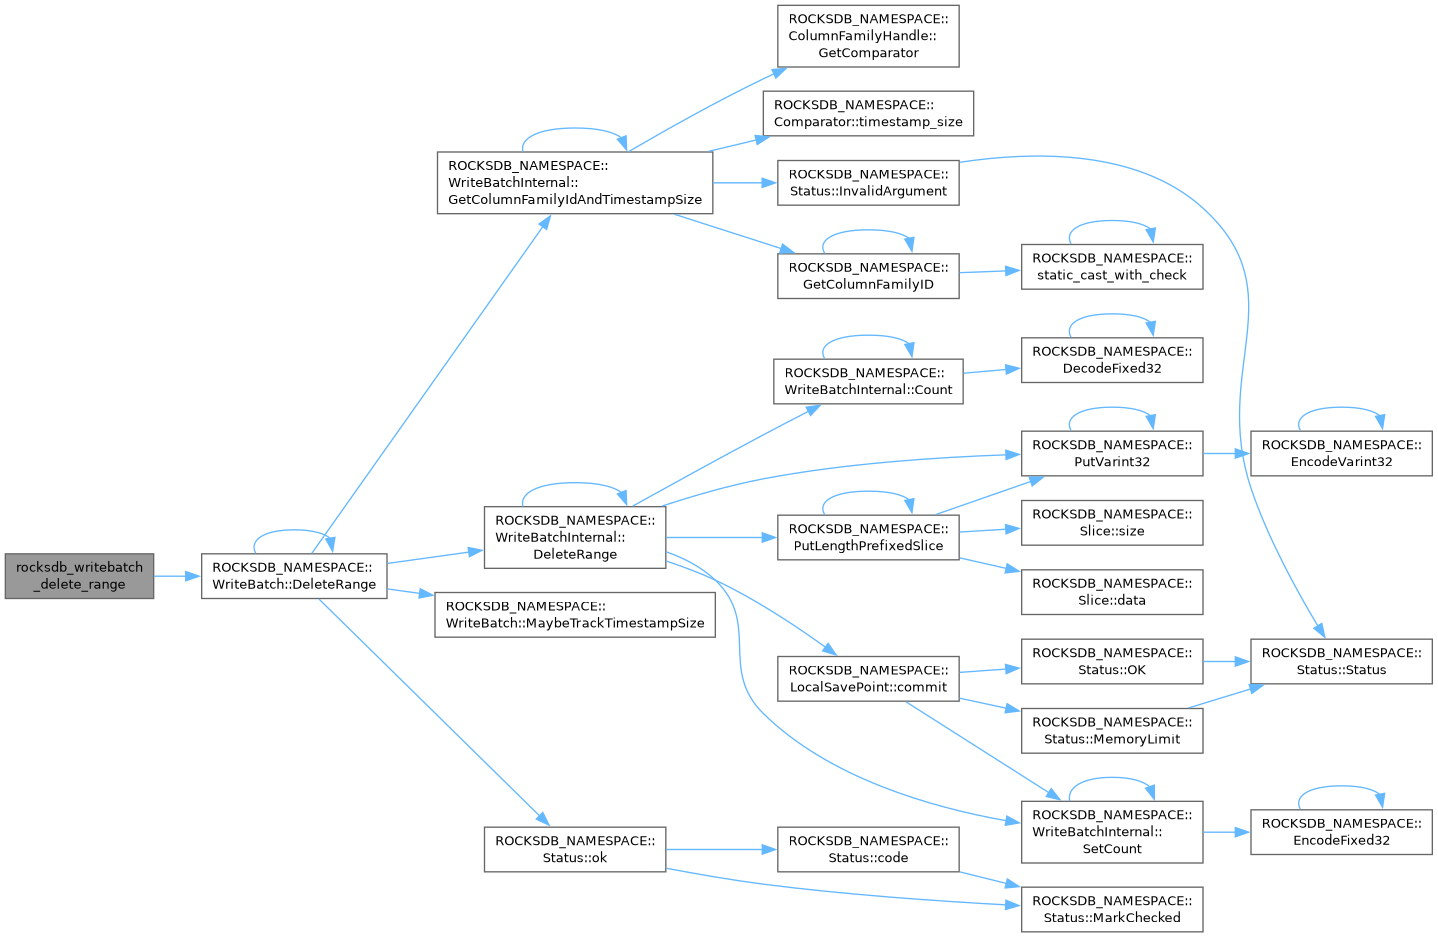 ROCKSDB_NAMESPACE::
ColumnFamilyHandle::
GetComparator
ROCKSDB_NAMESPACE::
Comparator::timestamp_size
ROCKSDB_NAMESPACE::
WriteBatchInternal::
GetColumnFamilyIdAndTimestampSize
ROCKSDB_NAMESPACE::
Status::InvalidArgument
ROCKSDB_NAMESPACE::
GetColumnFamilyID
ROCKSDB_NAMESPACE::
static_cast_with_check
ROCKSDB_NAMESPACE::
WriteBatchInternal::Count
ROCKSDB_NAMESPACE::
DecodeFixed32
ROCKSDB_NAMESPACE::
PutVarint32
ROCKSDB_NAMESPACE::
EncodeVarint32
ROCKSDB_NAMESPACE::
WriteBatchInternal::
DeleteRange
ROCKSDB_NAMESPACE::
PutLengthPrefixedSlice
ROCKSDB_NAMESPACE::
Slice::size
rocksdb_writebatch
_delete_range
ROCKSDB_NAMESPACE::
WriteBatch::DeleteRange
ROCKSDB_NAMESPACE::
Slice::data
ROCKSDB_NAMESPACE::
WriteBatch::MaybeTrackTimestampSize
ROCKSDB_NAMESPACE::
LocalSavePoint::commit
ROCKSDB_NAMESPACE::
Status::OK
ROCKSDB_NAMESPACE::
Status::Status
ROCKSDB_NAMESPACE::
Status::MemoryLimit
ROCKSDB_NAMESPACE::
WriteBatchInternal::
SetCount
ROCKSDB_NAMESPACE::
EncodeFixed32
ROCKSDB_NAMESPACE::
Status::ok
ROCKSDB_NAMESPACE::
Status::code
ROCKSDB_NAMESPACE::
Status::MarkChecked